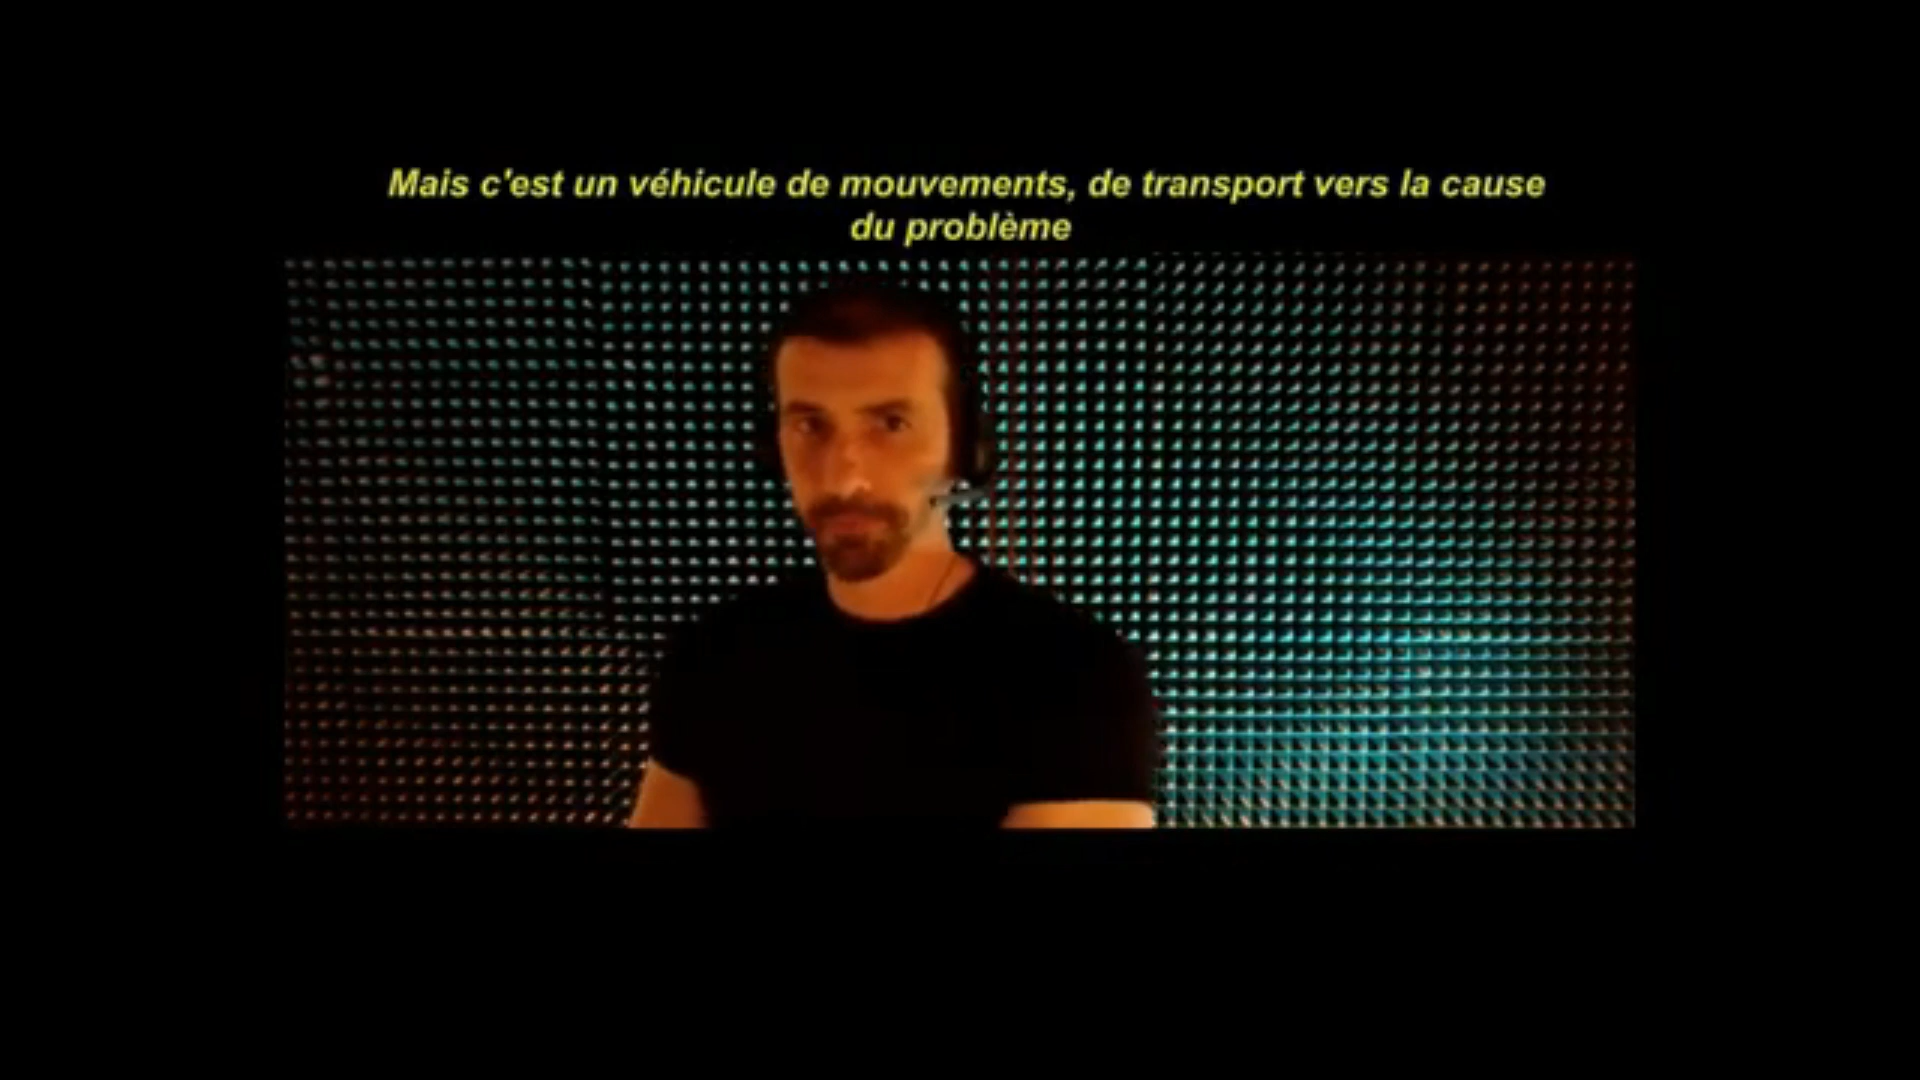 Mais c'est un véhicule de mouvements, de transport vers la cause
du problème